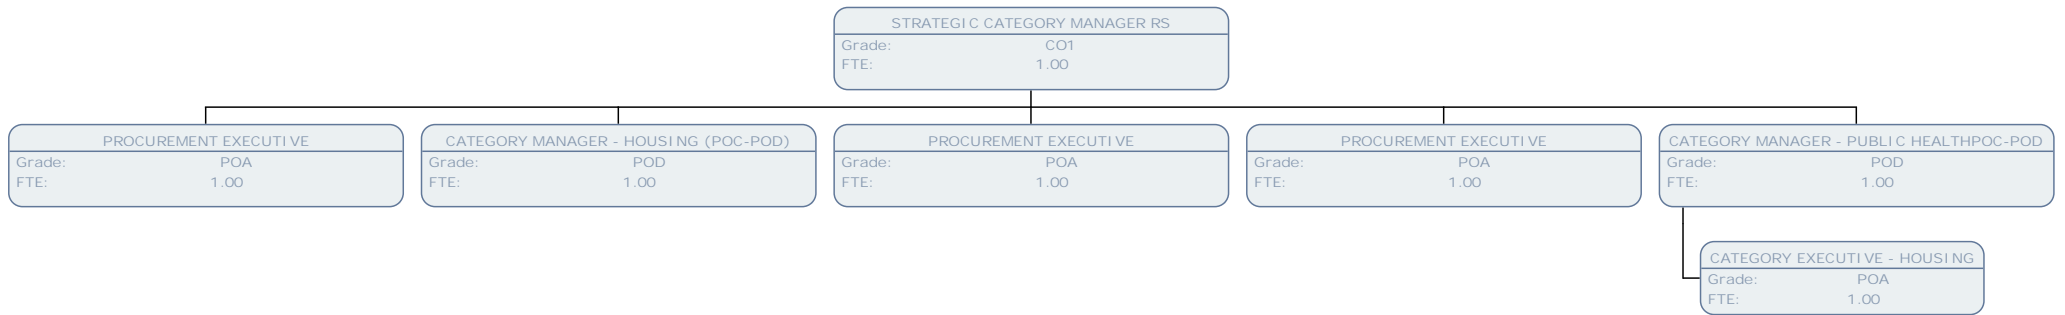 STRATEGIC CATEGORY MANAGER RS
Grade: CO1
FTE: 1.00
PROCUREMENT EXECUTIVE
Grade: POA
FTE: 1.00
CATEGORY MANAGER - HOUSING (POC-POD)
Grade: POD
FTE: 1.00
PROCUREMENT EXECUTIVE
Grade: POA
FTE: 1.00
PROCUREMENT EXECUTIVE
Grade: POA
FTE: 1.00
CATEGORY MANAGER - PUBLIC HEALTHPOC-POD
Grade: POD
FTE: 1.00
CATEGORY EXECUTIVE - HOUSING
Grade: POA
FTE: 1.00